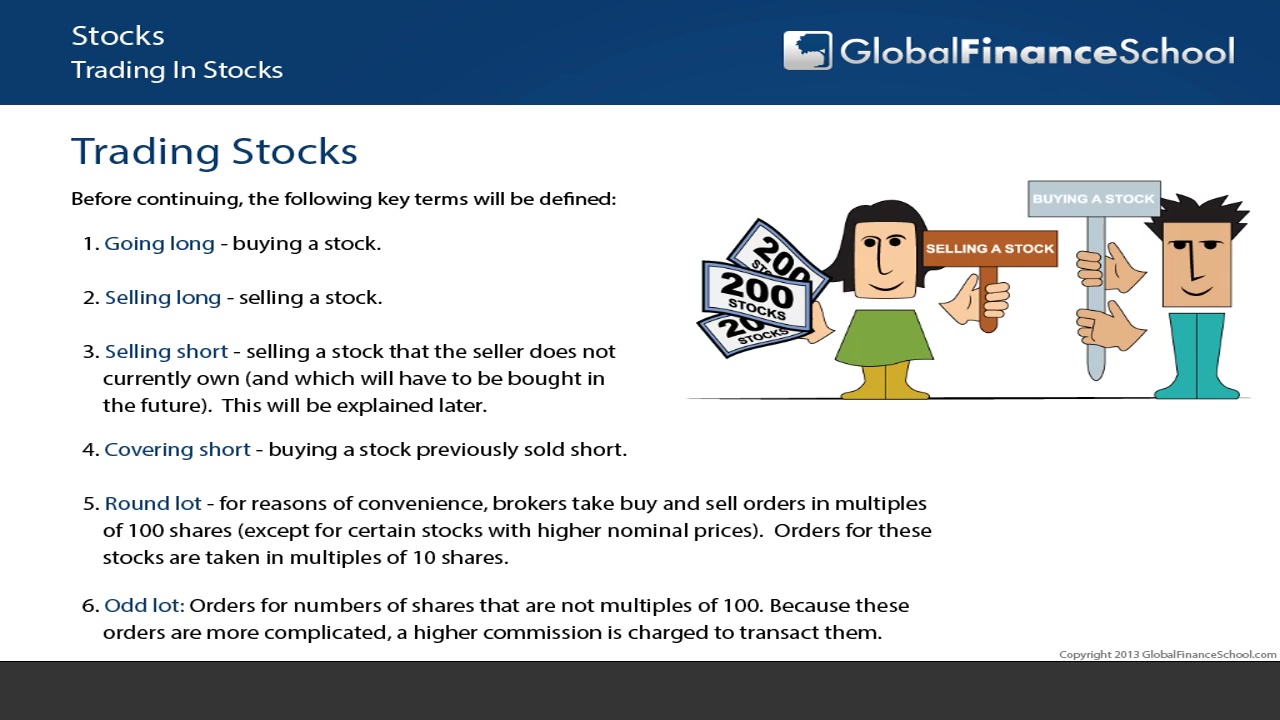 Stocks
Trading In Stocks
GlobalFinanceSchool
Trading Stocks
Before continuing, the following key terms will be defined:
1. Going long - buying a stock.
2. Selling long - selling a stock.
3. Selling short - selling a stock that the seller does not
currently own (and which will have to be bought in
the future).  This will be explained later.
4. Covering short - buying a stock previously sold short.
5. Round lot - for reasons of convenience, brokers take buy and sell orders in multiples
of 100 shares (except for certain stocks with higher nominal prices).  Orders for these
stocks are taken in multiples of 10 shares.
6. Odd lot: Orders for numbers of shares that are not multiples of 100. Because these
orders are more complicated, a higher commission is charged to transact them.
200
STOCKS
200
STOCKS
20
STOCKS
SELLING A STOCK
BUYING A STOCK
Copyright 2013 GlobalFinanceSchool.com